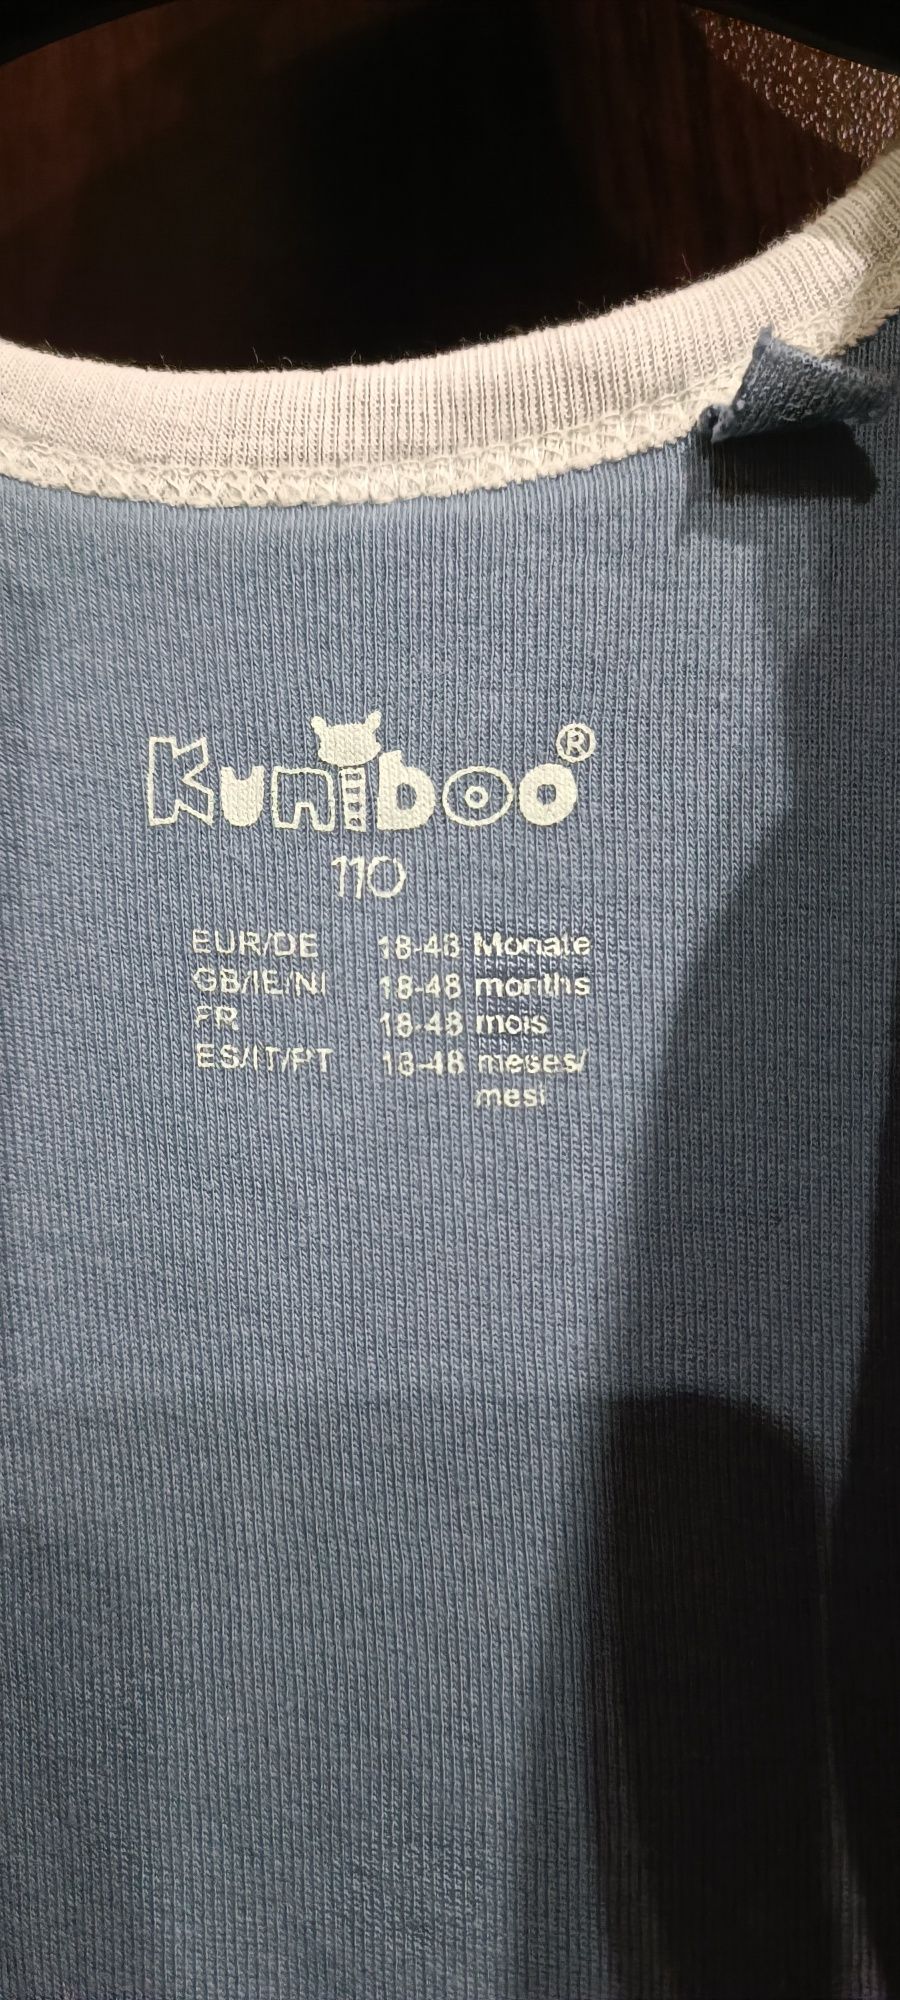 Kuniboo®
110
EUR/DE 18-48 Monate
GB/IE/NI 18-48 months
FR 18-48 mois
ES/IT/PT 18-48 meses/
mesi